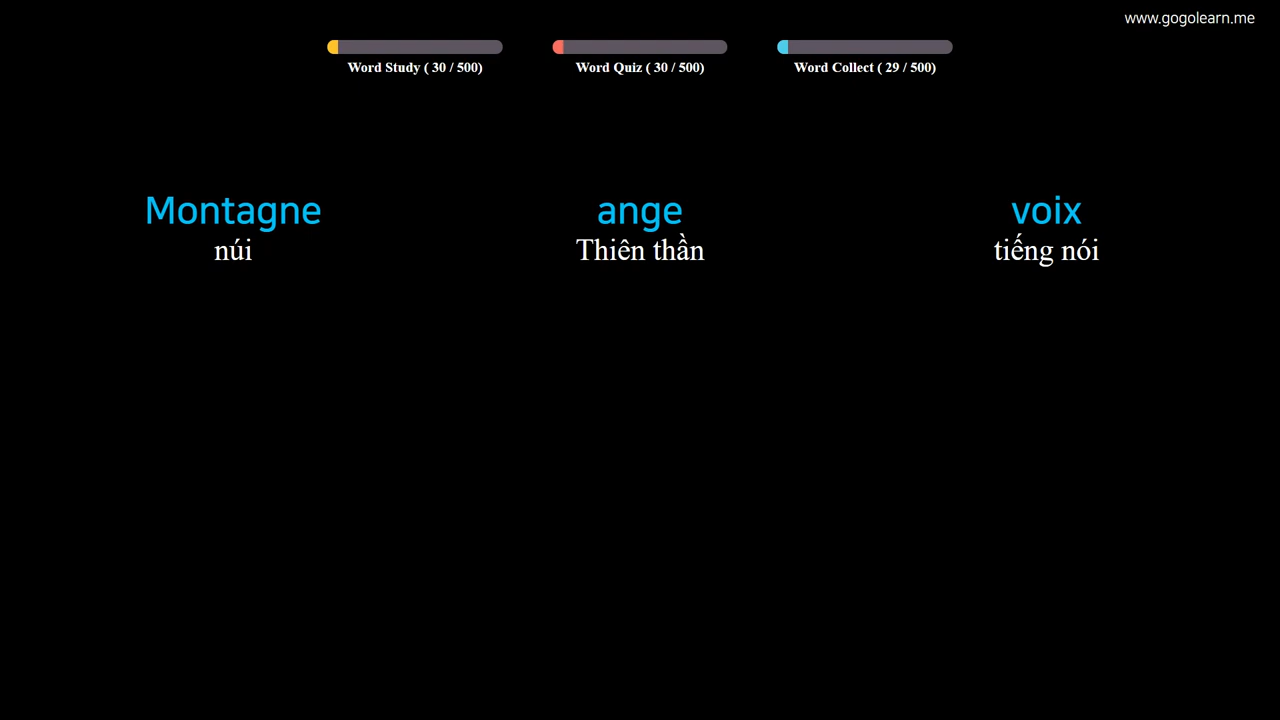 www.gogolearn.me
Word Study ( 30 / 500)
Word Quiz ( 30 / 500)
Word Collect ( 29 / 500)
Montagne
núi
ange
Thiên thần
voix
tiếng nói